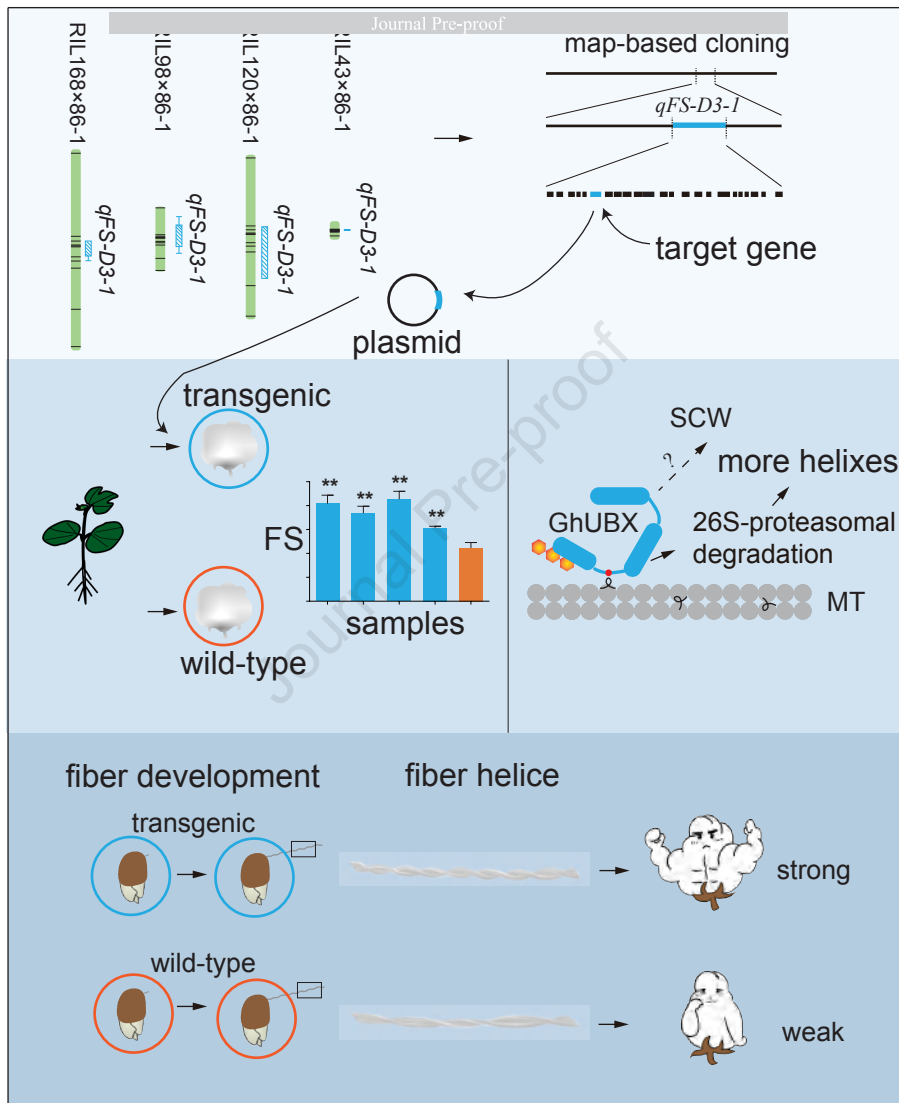 Journal Pre-proof
RIL168×86-1
RIL98×86-1
RIL120×86-1
RIL43×86-1
qFS-D3-1
qFS-D3-1
qFS-D3-1
qFS-D3-1
map-based cloning
qFS-D3-1
target gene
plasmid
transgenic
wild-type
FS
** ** ** **
samples
SCW
?
more helixes
GhUBX
26S-proteasomal
degradation
MT
Journal Pre-proof
fiber development
fiber helice
transgenic
strong
wild-type
weak